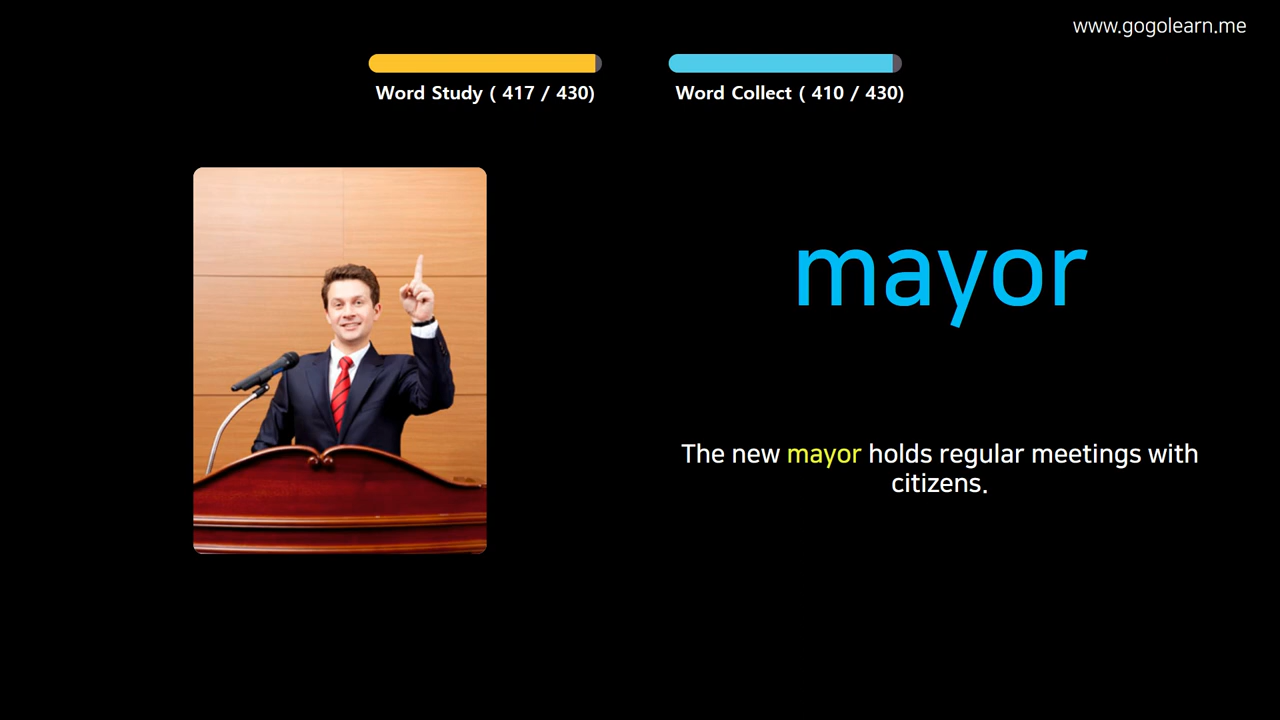 www.gogolearn.me
Word Study ( 417 / 430)
Word Collect ( 410 / 430)
mayor
The new mayor holds regular meetings with
citizens.